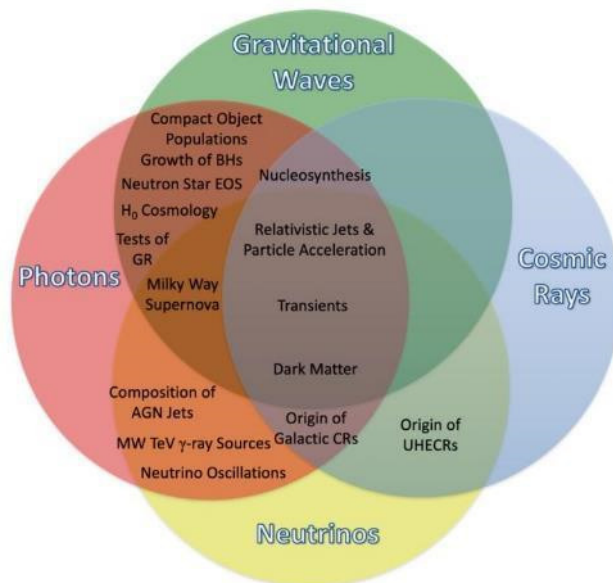 Gravitational
Waves
Compact Object
Populations
Growth of BHs
Nucleosynthesis
Neutron Star EOS
H₀ Cosmology
Relativistic Jets &
Particle Acceleration
Tests of
GR
Photons
Cosmic
Rays
Milky Way
Supernova
Transients
Dark Matter
Composition of
AGN Jets
Origin of
Galactic CRs
Origin of
UHECRs
MW TeV γ-ray Sources
Neutrino Oscillations
Neutrinos